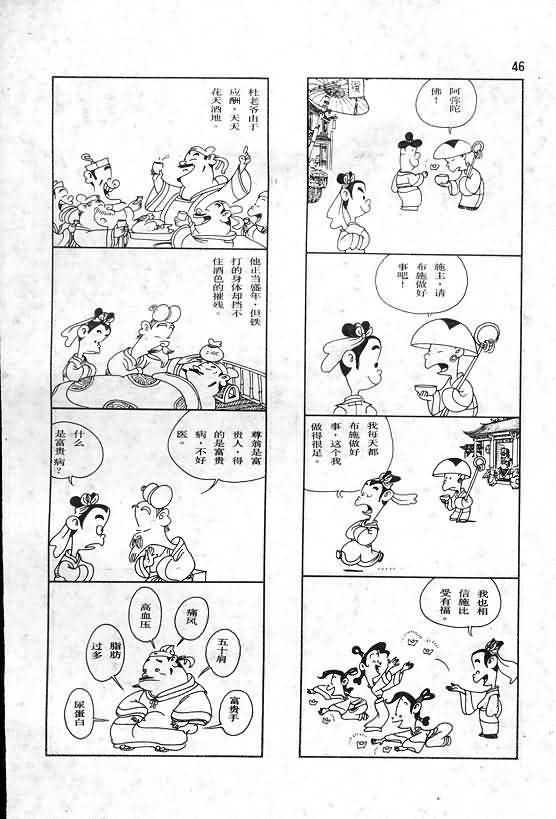 46
阿弥陀
佛！
施主，请
布施做好
事吧！
我每天都
布施做好
事，这个我
做得很足。
我也相
信施比
受有福。
杜老爷由于
应酬，天天
花天酒地。
他正当盛年，但铁
打的身体却挡不
住酒色的摧残。
尊翁是富
贵人，得
的是富贵
病，不好
医。
什么
是富贵病？
五十肩
痛风
高血压
脂肪
过多
富贵手
尿蛋白